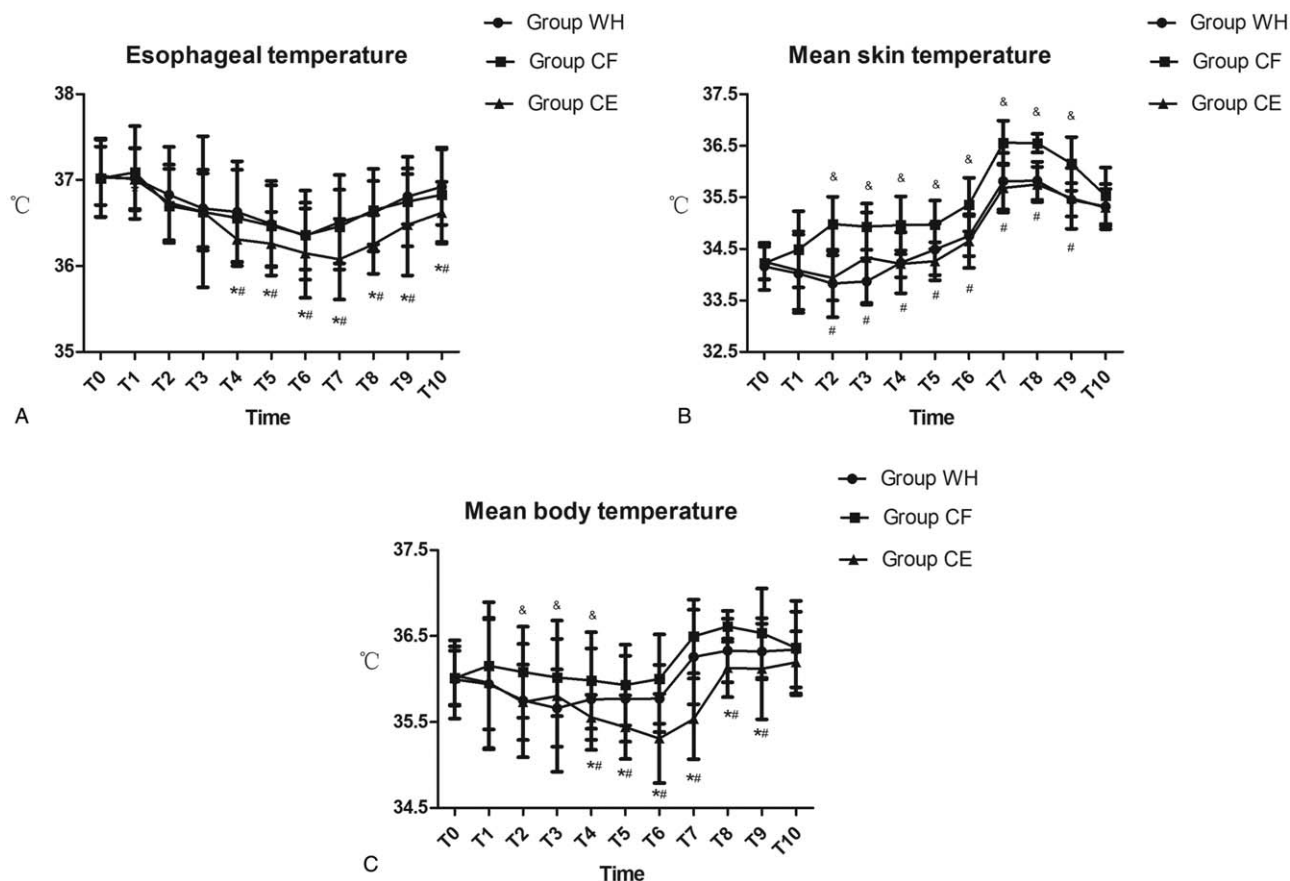 Esophageal temperature
Group WH
Group CF
Group CE
38
37
36
35
℃
*#
*#
*#
*#
*#
*#
*#
T0
T1
T2
T3
T4
T5
T6
T7
T8
T9
T10
Time
A
Mean skin temperature
Group WH
Group CF
Group CE
37.5
36.5
35.5
34.5
33.5
32.5
℃
&
&
&
&
&
&
&
&
#
#
#
#
#
#
#
#
T0
T1
T2
T3
T4
T5
T6
T7
T8
T9
T10
Time
B
Mean body temperature
Group WH
Group CF
Group CE
37.5
36.5
35.5
34.5
℃
&
&
&
*#
*#
*#
*#
*#
*#
T0
T1
T2
T3
T4
T5
T6
T7
T8
T9
T10
Time
C